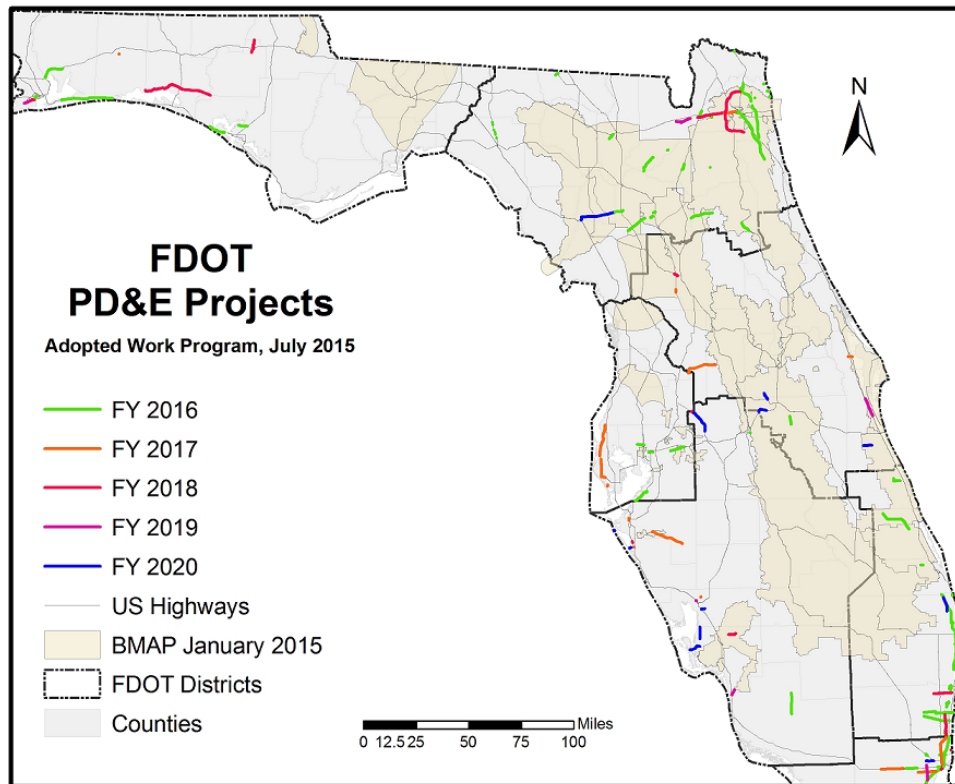 N
FDOT
PD&E Projects
Adopted Work Program, July 2015
FY 2016
FY 2017
FY 2018
FY 2019
FY 2020
US Highways
BMAP January 2015
FDOT Districts
Counties
Miles
0 12.5 25 50 75 100